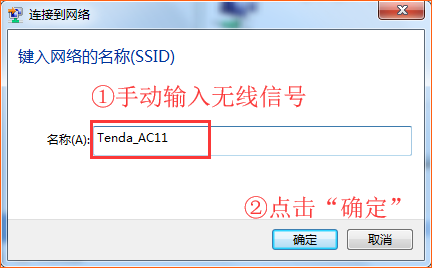 连接到网络
键入网络的名称(SSID)
①手动输入无线信号
名称(A): Tenda_AC11
②点击“确定”
确定 取消